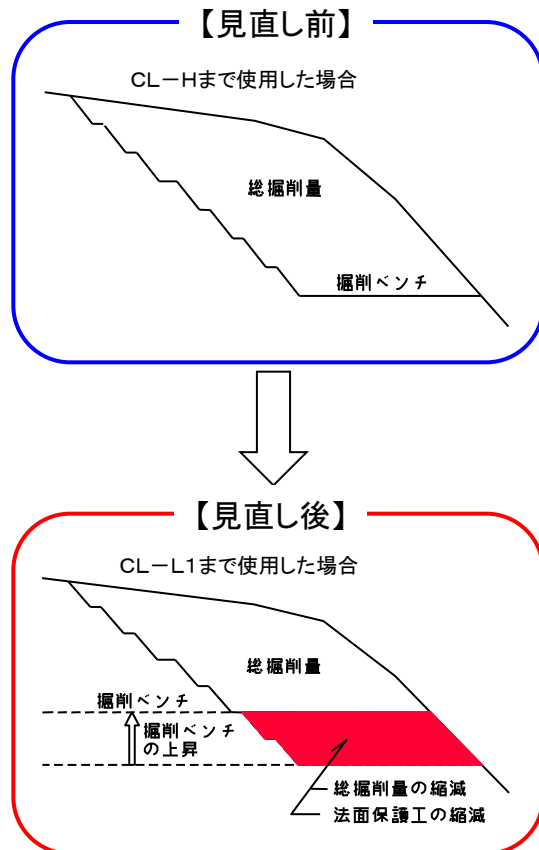 【見直し前】
CL－Hまで使用した場合
総掘削量
掘削ベンチ
【見直し後】
CL－L1まで使用した場合
総掘削量
掘削ベンチ
掘削ベンチ
の上昇
総掘削量の縮減
法面保護工の縮減